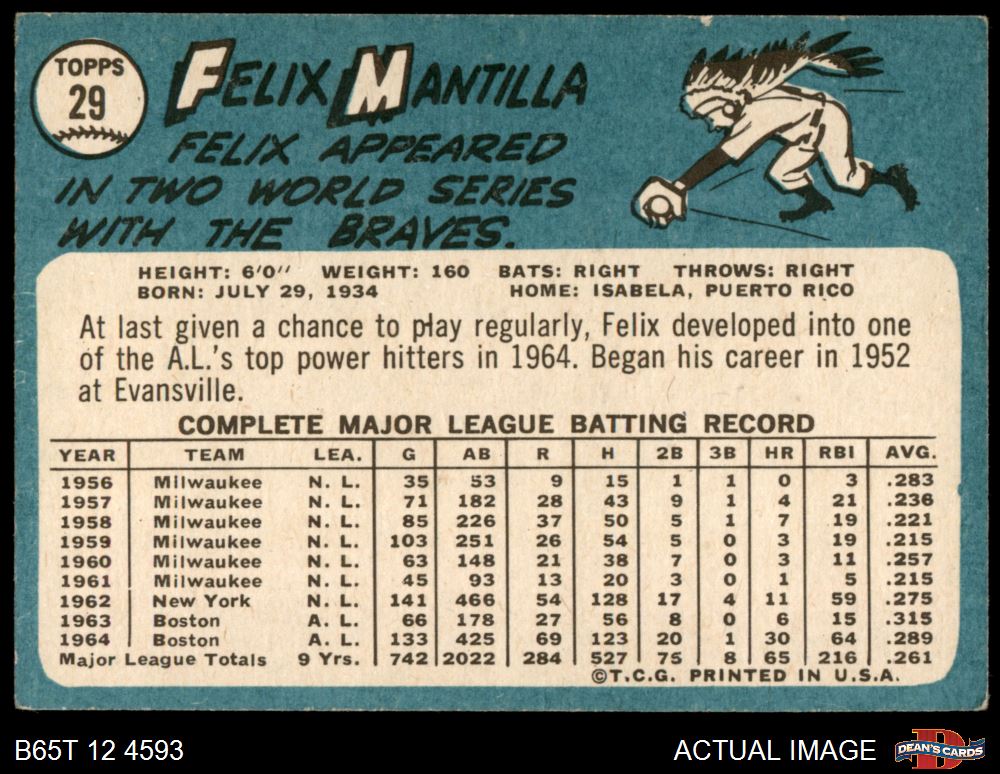 TOPPS
29
FELIX MANTILLA
FELIX APPEARED
IN TWO WORLD SERIES
WITH THE BRAVES.
HEIGHT: 6'0" WEIGHT: 160 BATS: RIGHT THROWS: RIGHT
BORN: JULY 29, 1934 HOME: ISABELA, PUERTO RICO
At last given a chance to play regularly, Felix developed into one
of the A.L.'s top power hitters in 1964. Began his career in 1952
at Evansville.
COMPLETE MAJOR LEAGUE BATTING RECORD
YEAR TEAM LEA. G AB R H 2B 3B HR RBI AVG.
1956 Milwaukee N. L. 35 53 9 15 1 1 0 3 .283
1957 Milwaukee N. L. 71 182 28 43 9 1 4 21 .236
1958 Milwaukee N. L. 85 226 37 50 5 1 7 19 .221
1959 Milwaukee N. L. 103 251 26 54 5 0 3 19 .215
1960 Milwaukee N. L. 63 148 21 38 7 0 3 11 .257
1961 Milwaukee N. L. 45 93 13 20 3 0 1 5 .215
1962 New York N. L. 141 466 54 128 17 4 11 59 .275
1963 Boston A. L. 66 178 27 56 8 0 6 15 .315
1964 Boston A. L. 133 425 69 123 20 1 30 64 .289
Major League Totals 9 Yrs. 742 2022 284 527 75 8 65 216 .261
©T.C.G. PRINTED IN U.S.A.
B65T 12 4593 ACTUAL IMAGE DEAN'S CARDS